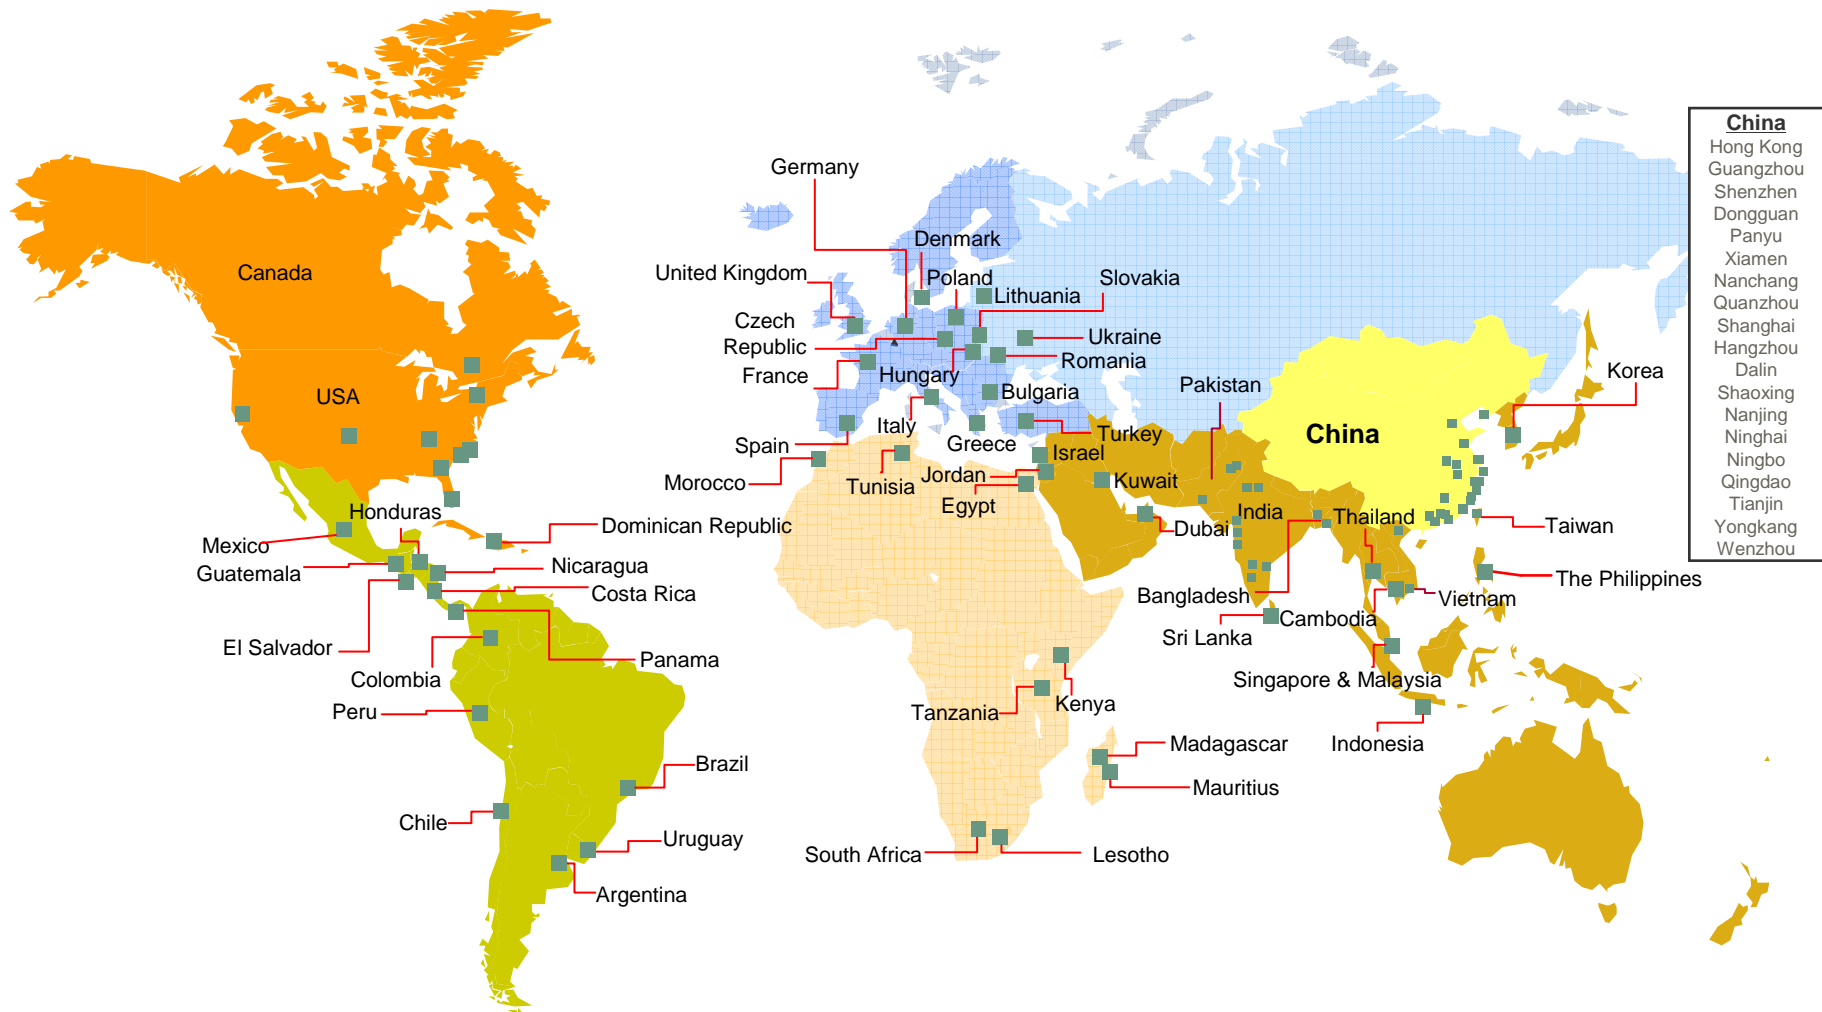 Canada
USA
Mexico
Honduras
Guatemala
Dominican Republic
Nicaragua
Costa Rica
El Salvador
Panama
Colombia
Peru
Brazil
Chile
Uruguay
Argentina
Germany
Denmark
United Kingdom
Poland
Slovakia
Lithuania
Czech
Republic
Ukraine
Romania
France
Hungary
Bulgaria
Italy
Spain
Greece
Turkey
Morocco
Tunisia
Israel
Jordan
Egypt
Kuwait
Dubai
Pakistan
India
China
Korea
Thailand
Taiwan
Bangladesh
Sri Lanka
Cambodia
Vietnam
The Philippines
Singapore & Malaysia
Indonesia
Tanzania
Kenya
Madagascar
Mauritius
South Africa
Lesotho
China
Hong Kong
Guangzhou
Shenzhen
Dongguan
Panyu
Xiamen
Nanchang
Quanzhou
Shanghai
Hangzhou
Dalin
Shaoxing
Nanjing
Ninghai
Ningbo
Qingdao
Tianjin
Yongkang
Wenzhou